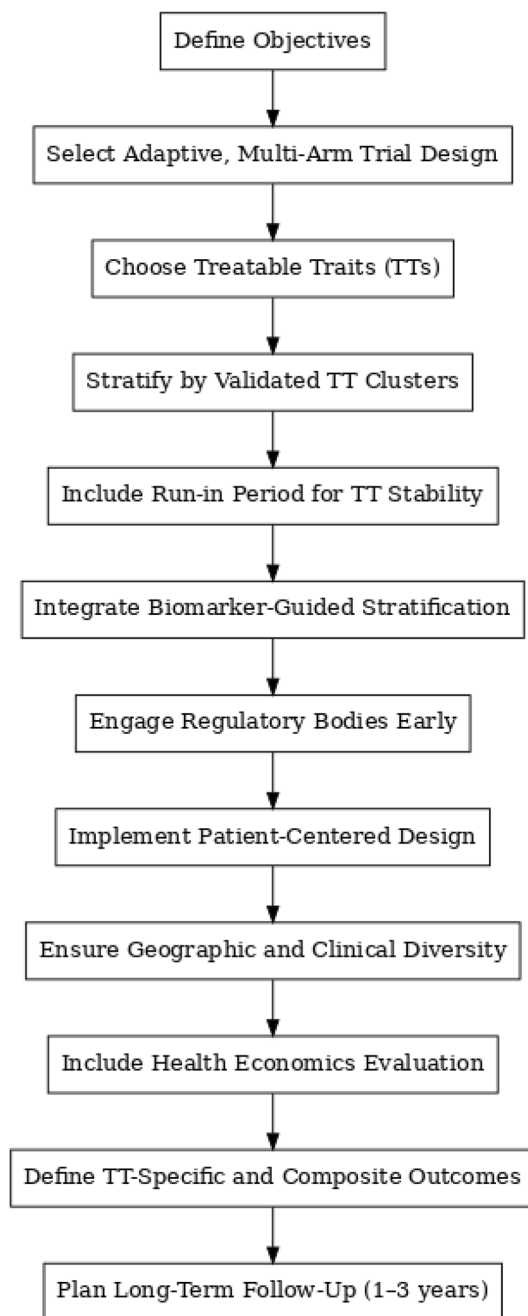 Define Objectives
Select Adaptive, Multi-Arm Trial Design
Choose Treatable Traits (TTs)
Stratify by Validated TT Clusters
Include Run-in Period for TT Stability
Integrate Biomarker-Guided Stratification
Engage Regulatory Bodies Early
Implement Patient-Centered Design
Ensure Geographic and Clinical Diversity
Include Health Economics Evaluation
Define TT-Specific and Composite Outcomes
Plan Long-Term Follow-Up (1–3 years)